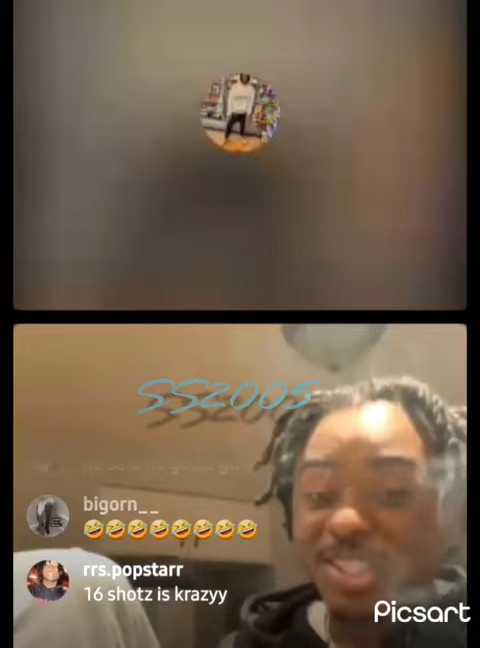 SS2005
bigorn__
🤣🤣🤣🤣🤣🤣🤣🤣
rrs.popstarr
16 shotz is krazyy
Picsart